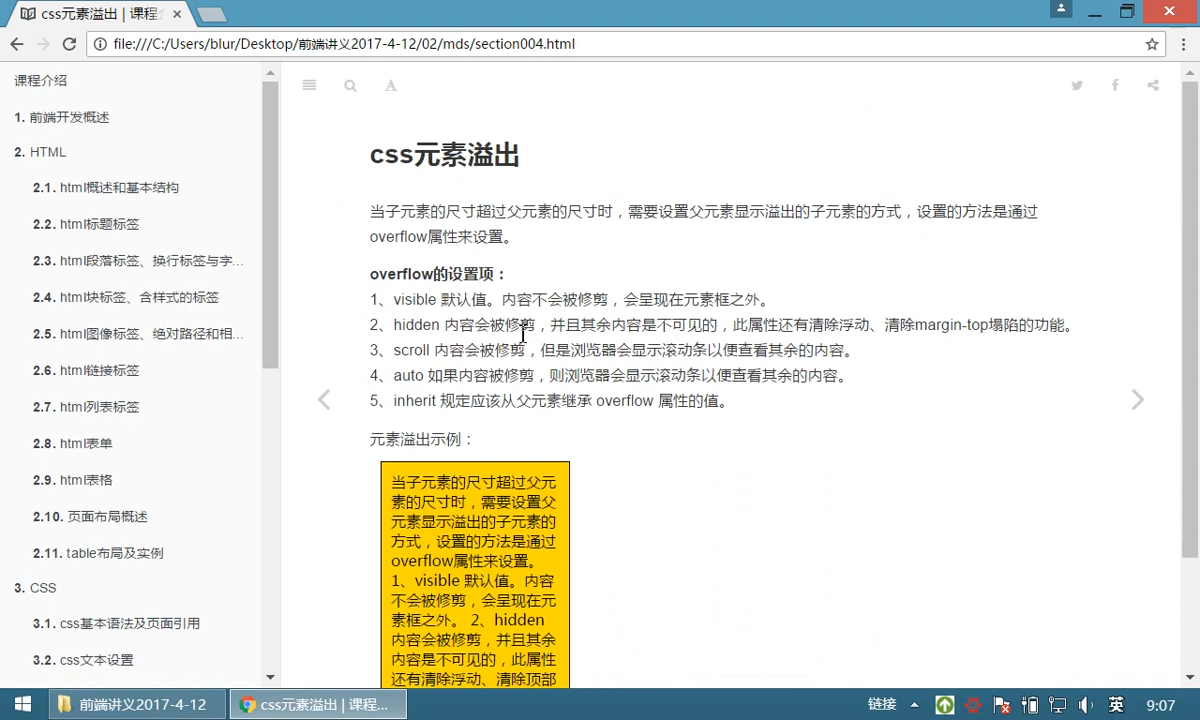 css元素溢出 | 课程
file:///C:/Users/blur/Desktop/前端讲义2017-4-12/02/mds/section004.html
课程介绍
1. 前端开发概述
2. HTML
2.1. html概述和基本结构
2.2. html标题标签
2.3. html段落标签、换行标签与字...
2.4. html块标签、含样式的标签
2.5. html图像标签、绝对路径和相...
2.6. html链接标签
2.7. html列表标签
2.8. html表单
2.9. html表格
2.10. 页面布局概述
2.11. table布局及实例
3. CSS
3.1. css基本语法及页面引用
3.2. css文本设置
A
css元素溢出
当子元素的尺寸超过父元素的尺寸时，需要设置父元素显示溢出的子元素的方式，设置的方法是通过
overflow属性来设置。
overflow的设置项：
1、visible 默认值。内容不会被修剪，会呈现在元素框之外。
2、hidden 内容会被修剪，并且其余内容是不可见的，此属性还有清除浮动、清除margin-top塌陷的功能。
3、scroll 内容会被修剪，但是浏览器会显示滚动条以便查看其余的内容。
4、auto 如果内容被修剪，则浏览器会显示滚动条以便查看其余的内容。
5、inherit 规定应该从父元素继承 overflow 属性的值。
元素溢出示例：
当子元素的尺寸超过父元
素的尺寸时，需要设置父
元素显示溢出的子元素的
方式，设置的方法是通过
overflow属性来设置。
1、visible 默认值。内容
不会被修剪，会呈现在元
素框之外。 2、hidden
内容会被修剪，并且其余
内容是不可见的，此属性
还有清除浮动、清除顶部
前端讲义2017-4-12
css元素溢出 | 课程...
链接
英
9:07